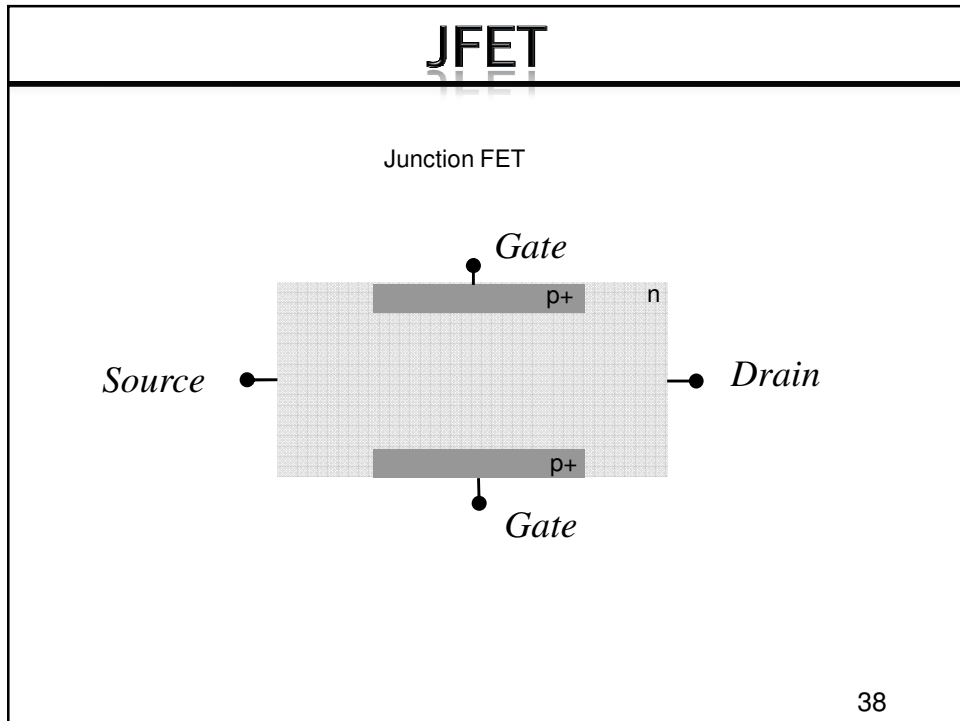 JFET
Junction FET
Gate
p+ n
Source Drain
p+
Gate
38